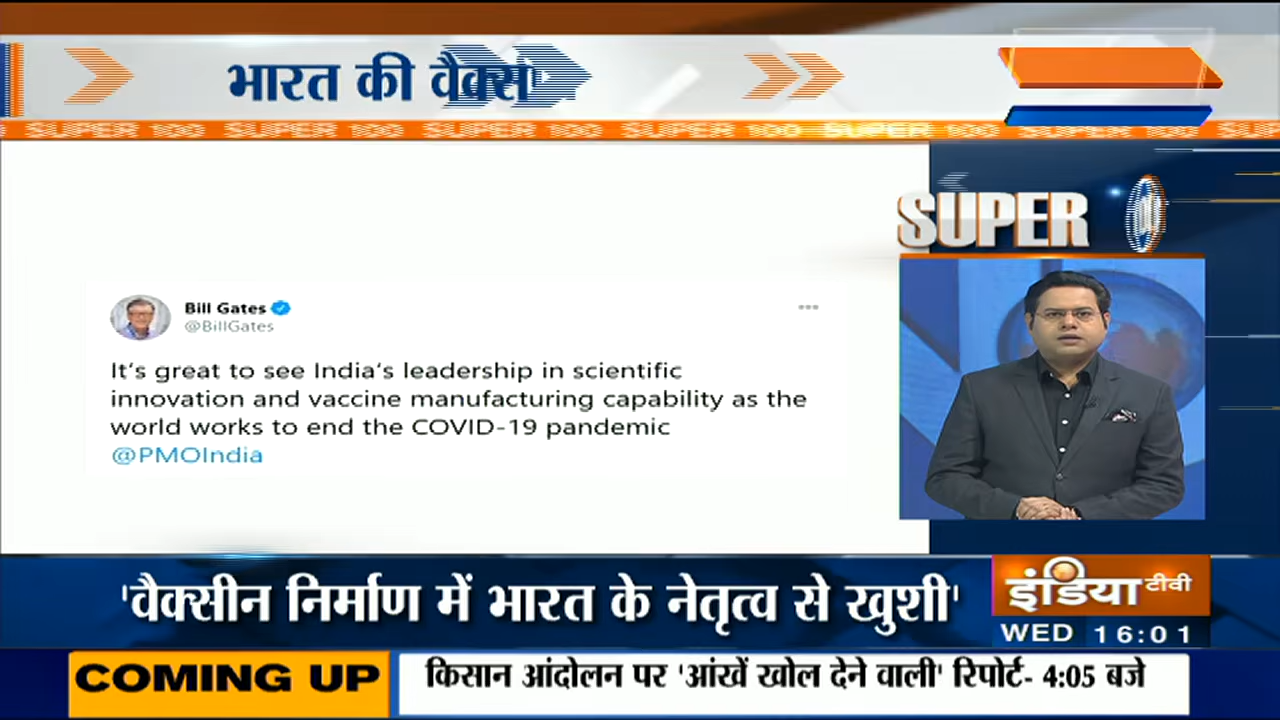 भारत की
SUPER 100 SUPER 100 SUPER 100 SUPER 100 SUPER 100
SUPER
Bill Gates
@BillGates
It's great to see India's leadership in scientific
innovation and vaccine manufacturing capability as the
world works to end the COVID-19 pandemic
@PMOIndia
'वैक्सीन निर्माण में भारत के नेतृत्व से खुशी'
इंडिया टीवी
WED 16:01
COMING UP
किसान आंदोलन पर 'आंखें खोल देने वाली' रिपोर्ट- 4:05 बजे